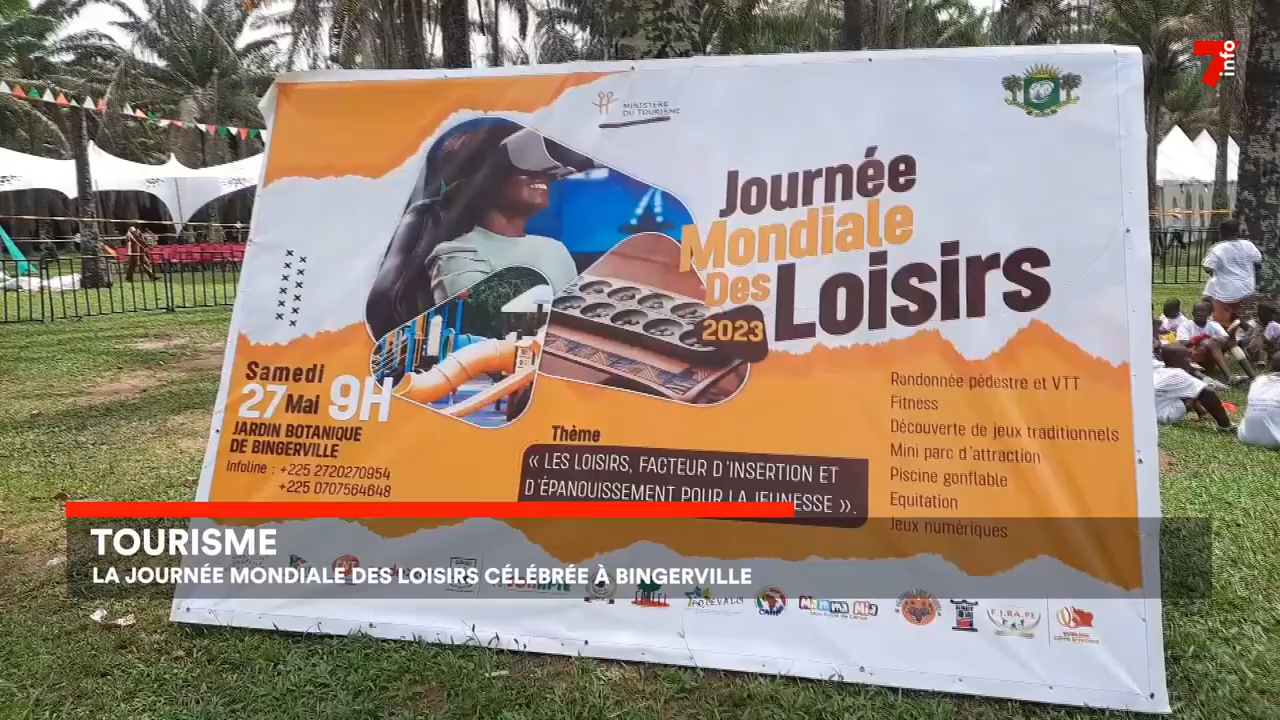 7info
MINISTÈRE
DU TOURISME
Journée
Mondiale
Des Loisirs
2023
Samedi
27 Mai 9H
JARDIN BOTANIQUE
DE BINGERVILLE
Infoline : +225 2720270954
+225 0707564648
Thème
« LES LOISIRS, FACTEUR D'INSERTION ET
D'ÉPANOUISSEMENT POUR LA JEUNESSE ».
Randonnée pédestre et VTT
Fitness
Découverte de jeux traditionnels
Mini parc d'attraction
Piscine gonflable
Equitation
Jeux numériques
TOURISME
LA JOURNÉE MONDIALE DES LOISIRS CÉLÉBRÉE À BINGERVILLE
Mamma Mia